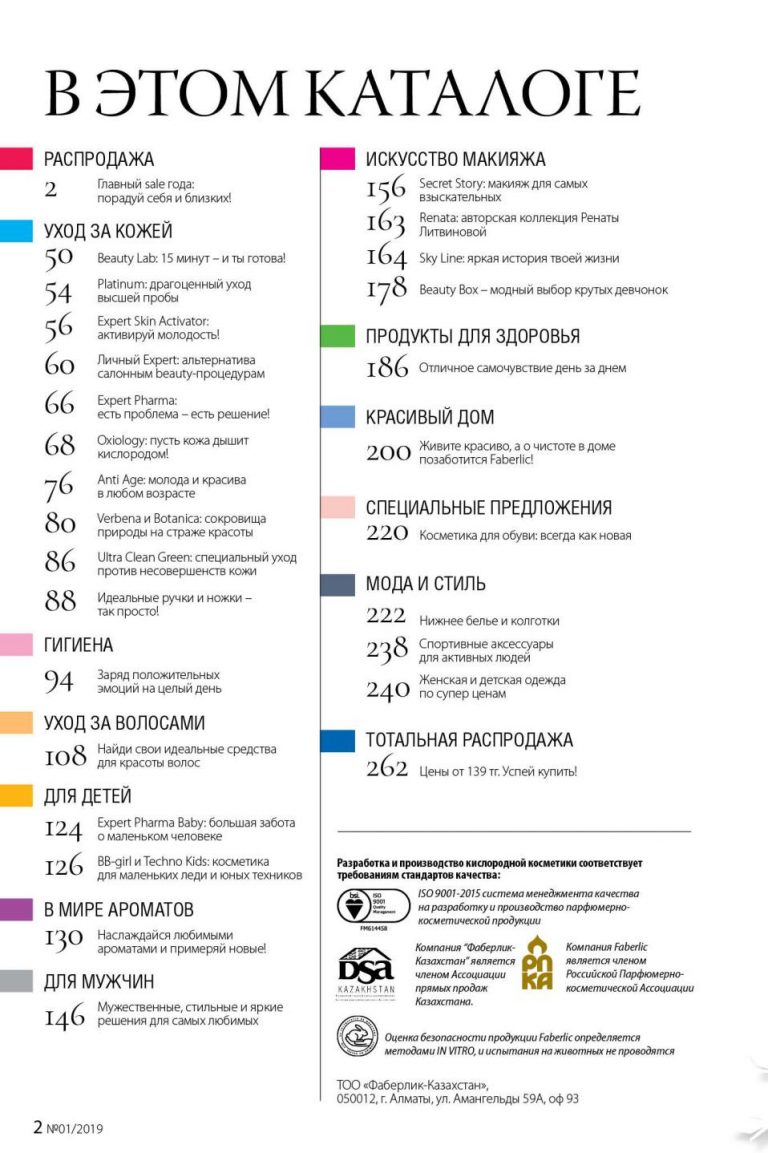 В ЭТОМ КАТАЛОГЕ
РАСПРОДАЖА
2
Главный sale года:
порадуй себя и близких!
УХОД ЗА КОЖЕЙ
50
Beauty Lab: 15 минут – и ты готова!
54
Platinum: драгоценный уход
высшей пробы
56
Expert Skin Activator:
активируй молодость!
60
Личный Expert: альтернатива
салонным beauty-процедурам
66
Expert Pharma:
есть проблема – есть решение!
68
Oxiology: пусть кожа дышит
кислородом!
76
Anti Age: молода и красива
в любом возрасте
80
Verbena и Botanica: сокровища
природы на страже красоты
86
Ultra Clean Green: специальный уход
против несовершенств кожи
88
Идеальные ручки и ножки –
так просто!
ГИГИЕНА
94
Заряд положительных
эмоций на целый день
УХОД ЗА ВОЛОСАМИ
108
Найди свои идеальные средства
для красоты волос
ДЛЯ ДЕТЕЙ
124
Expert Pharma Baby: большая забота
о маленьком человеке
126
BB-girl и Techno Kids: косметика
для маленьких леди и юных техников
В МИРЕ АРОМАТОВ
130
Наслаждайся любимыми
ароматами и примеряй новые!
ДЛЯ МУЖЧИН
146
Мужественные, стильные и яркие
решения для самых любимых
ИСКУССТВО МАКИЯЖА
156
Secret Story: макияж для самых
взыскательных
163
Renata: авторская коллекция Ренаты
Литвиновой
164
Sky Line: яркая история твоей жизни
178
Beauty Box – модный выбор крутых девчонок
ПРОДУКТЫ ДЛЯ ЗДОРОВЬЯ
186
Отличное самочувствие день за днем
КРАСИВЫЙ ДОМ
200
Живите красиво, а о чистоте в доме
позаботится Faberlic!
СПЕЦИАЛЬНЫЕ ПРЕДЛОЖЕНИЯ
220
Косметика для обуви: всегда как новая
МОДА И СТИЛЬ
222
Нижнее белье и колготки
238
Спортивные аксессуары
для активных людей
240
Женская и детская одежда
по супер ценам
ТОТАЛЬНАЯ РАСПРОДАЖА
262
Цены от 139 тг. Успей купить!
Разработка и производство кислородной косметики соответствует
требованиям стандартов качества:
bsi.
ISO
9001
Quality
Management
FM614458
ISO 9001-2015 система менеджмента качества
на разработку и производство парфюмерно-
косметической продукции
DSA
KAZAKHSTAN
Компания "Фаберлик-
Казахстан" является
членом Ассоциации
прямых продаж
Казахстана.
АРПКА
Компания Faberlic
является членом
Российской Парфюмерно-
косметической Ассоциации
Оценка безопасности продукции Faberlic определяется
методами IN VITRO, и испытания на животных не проводятся
ТОО «Фаберлик-Казахстан»,
050012, г. Алматы, ул. Амангельды 59А, оф 93
2 №01/2019